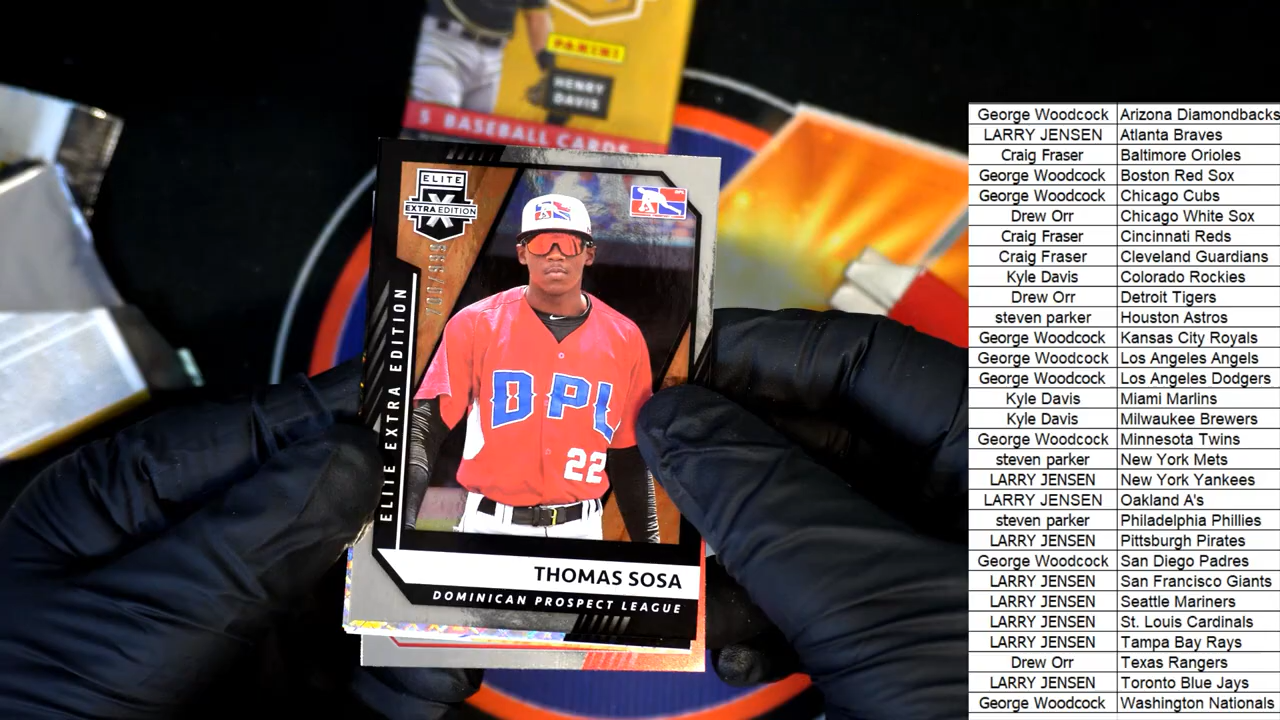 PANINI
HENRY
DAVIS
5 BASEBALL CARDS
ELITE
EXTRA EDITION
X
DPL
ELITE EXTRA EDITION
DPL
22
THOMAS SOSA
DOMINICAN PROSPECT LEAGUE
George Woodcock Arizona Diamondbacks
LARRY JENSEN Atlanta Braves
Craig Fraser Baltimore Orioles
George Woodcock Boston Red Sox
George Woodcock Chicago Cubs
Drew Orr Chicago White Sox
Craig Fraser Cincinnati Reds
Craig Fraser Cleveland Guardians
Kyle Davis Colorado Rockies
Drew Orr Detroit Tigers
steven parker Houston Astros
George Woodcock Kansas City Royals
George Woodcock Los Angeles Angels
George Woodcock Los Angeles Dodgers
Kyle Davis Miami Marlins
Kyle Davis Milwaukee Brewers
George Woodcock Minnesota Twins
steven parker New York Mets
LARRY JENSEN New York Yankees
LARRY JENSEN Oakland A's
steven parker Philadelphia Phillies
LARRY JENSEN Pittsburgh Pirates
George Woodcock San Diego Padres
LARRY JENSEN San Francisco Giants
LARRY JENSEN Seattle Mariners
LARRY JENSEN St. Louis Cardinals
LARRY JENSEN Tampa Bay Rays
Drew Orr Texas Rangers
LARRY JENSEN Toronto Blue Jays
George Woodcock Washington Nationals